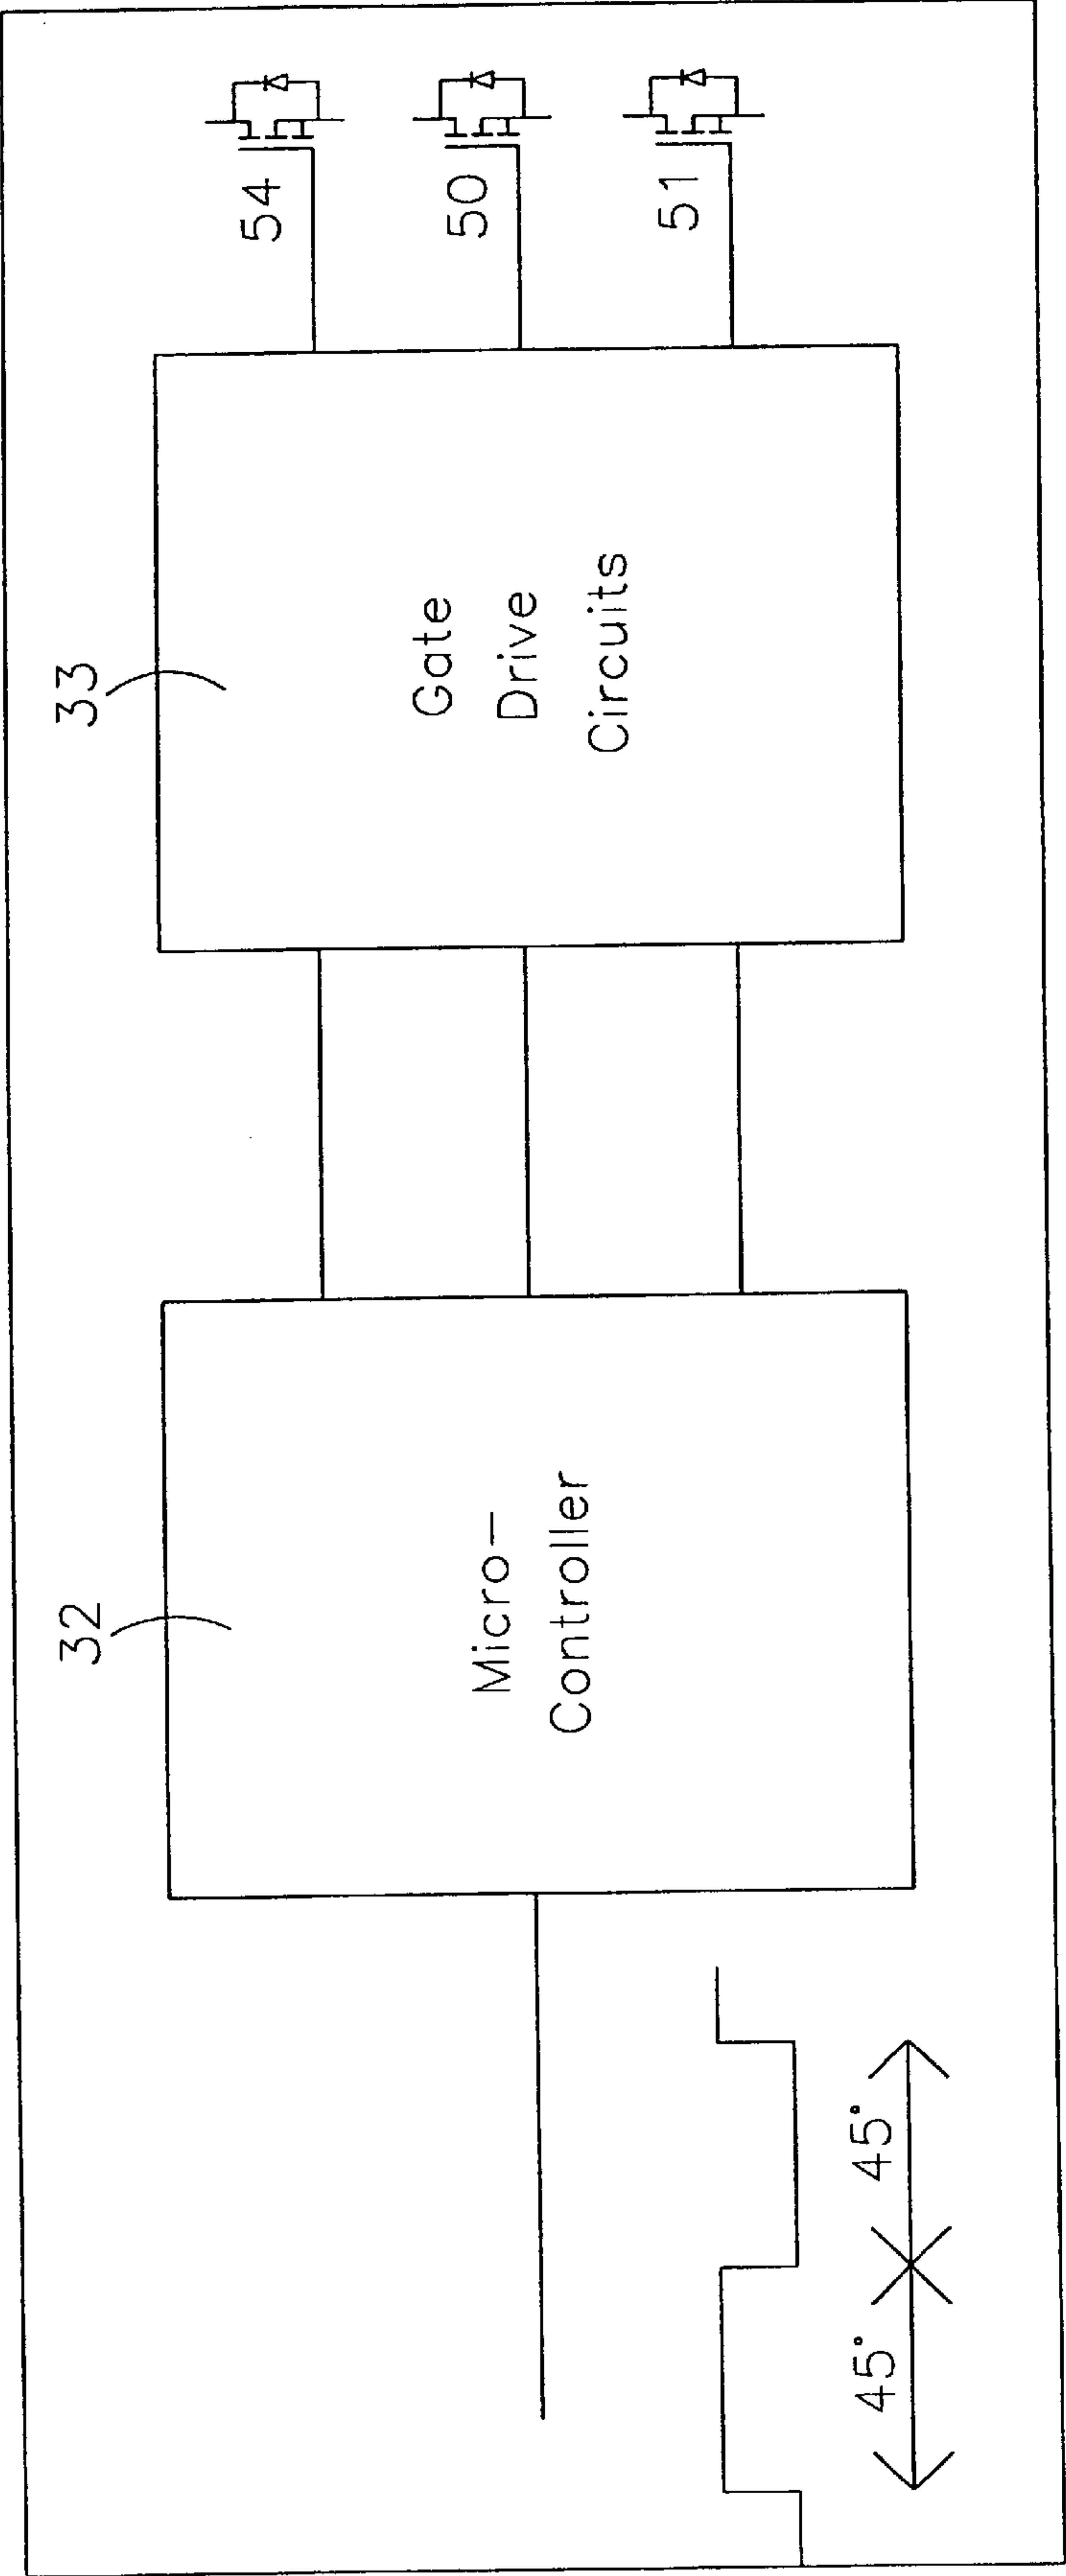 32
Micro-
Controller
33
Gate
Drive
Circuits
54
50
51
45°
45°